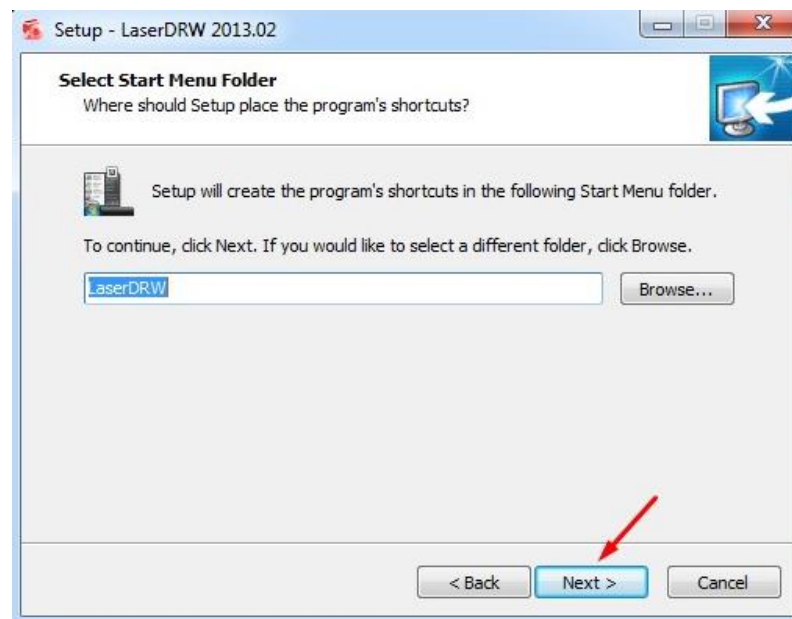 Setup - LaserDRW 2013.02
Select Start Menu Folder
Where should Setup place the program's shortcuts?
Setup will create the program's shortcuts in the following Start Menu folder.
To continue, click Next. If you would like to select a different folder, click Browse.
LaserDRW
Browse...
< Back
Next >
Cancel